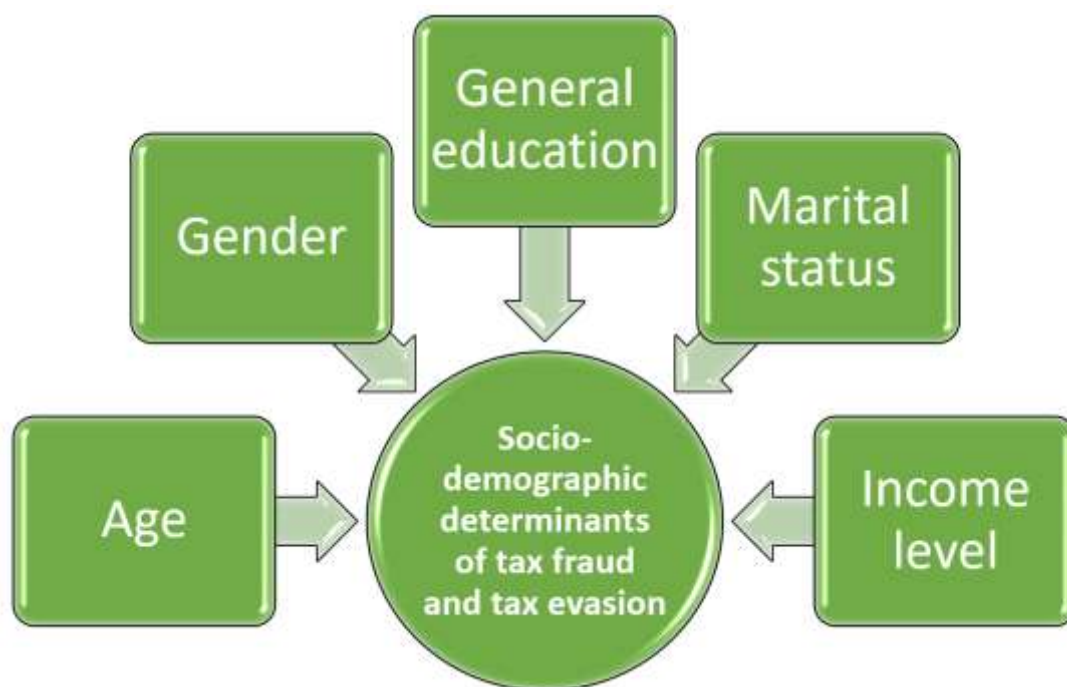 General
education
Gender
Marital
status
Age
Socio-
demographic
determinants
of tax fraud
and tax evasion
Income
level